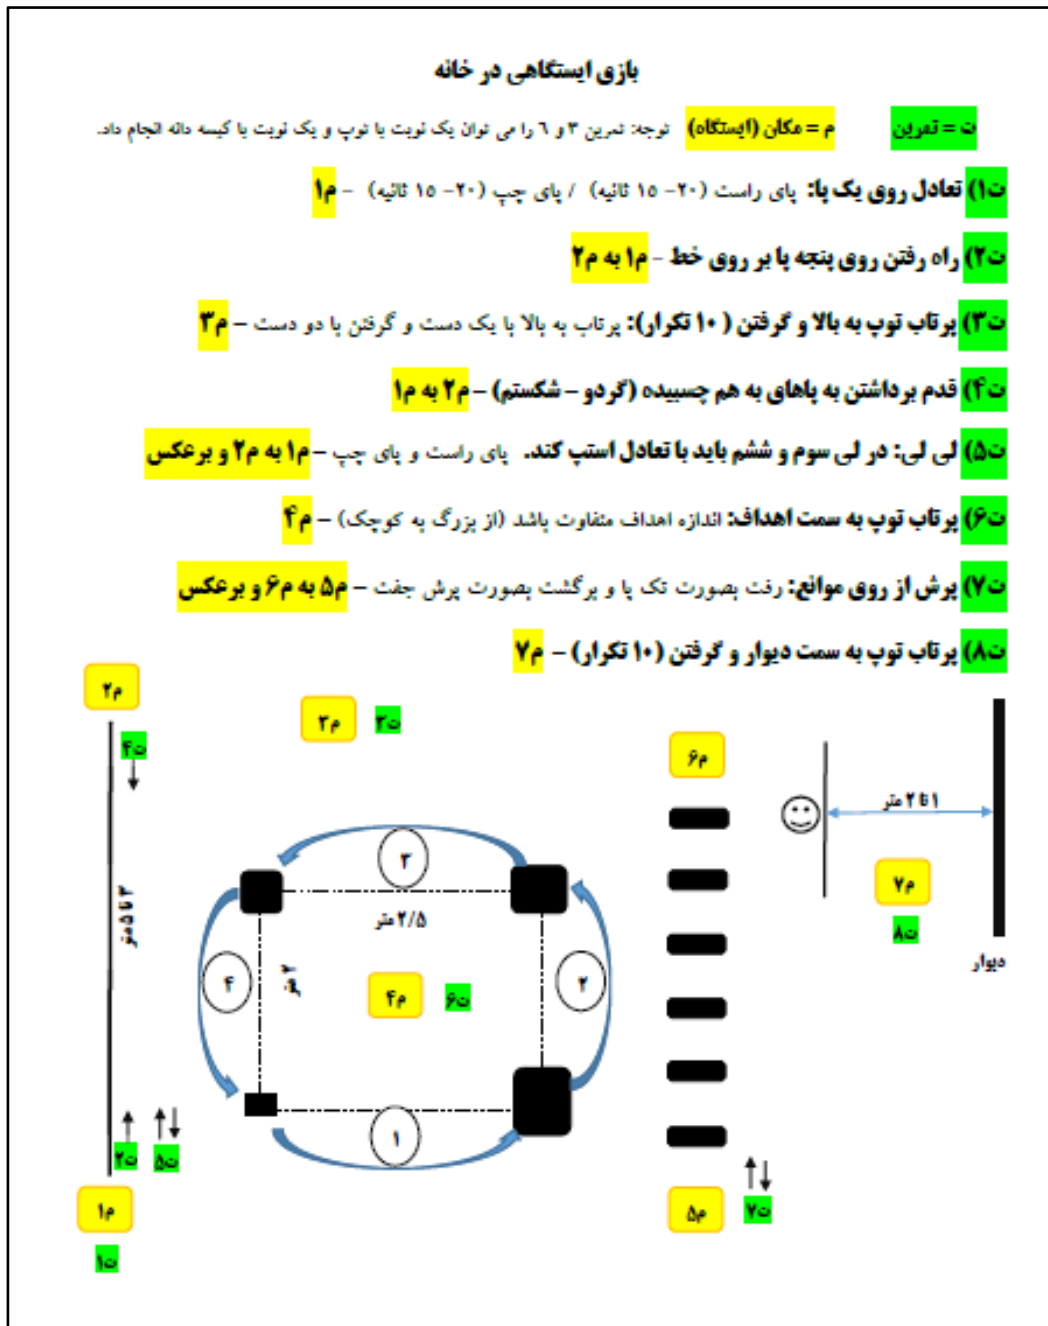 بازی ایستگاهی در خانه
ت = تمرین م = مکان (ایستگاه) توجه: تمرین ۳ و ٦ را می توان یک نوبت با توپ و یک نوبت با کیسه دانه انجام داد.
ت۱) تعادل روی یک پا: پای راست (۲۰- ۱۵ ثانیه) / پای چپ (۲۰- ۱۵ ثانیه) - م۱
ت۲) راه رفتن روی پنجه پا بر روی خط - م۱ به م۲
ت۳) پرتاب توپ به بالا و گرفتن ( ۱۰ تکرار): پرتاب به بالا با یک دست و گرفتن با دو دست – م۳
ت۴) قدم برداشتن به پاهای به هم چسبیده (گردو – شکستم) – م۲ به م۱
ت۵) لی لی: در لی سوم و ششم باید با تعادل استپ کند. پای راست و پای چپ – م۱ به م۲ و برعکس
ت۶) پرتاب توپ به سمت اهداف: اندازه اهداف متفاوت باشد (از بزرگ به کوچک) – م۴
ت۷) پرش از روی موانع: رفت بصورت تک پا و برگشت بصورت پرش جفت – م۵ به م۶ و برعکس
ت۸) پرتاب توپ به سمت دیوار و گرفتن (۱۰ تکرار) – م۷
م۲
م۳ ت۳
ت۴
م۶
۱ تا ۲ متر
۳
م۷
۳ تا ۵ متر
۲/۵ متر
ت۸
دیوار
۲ متر
۴
م۴ ت۶
۲
۱
ت۲ ت۵
م۱
م۵ ت۷
ت۱